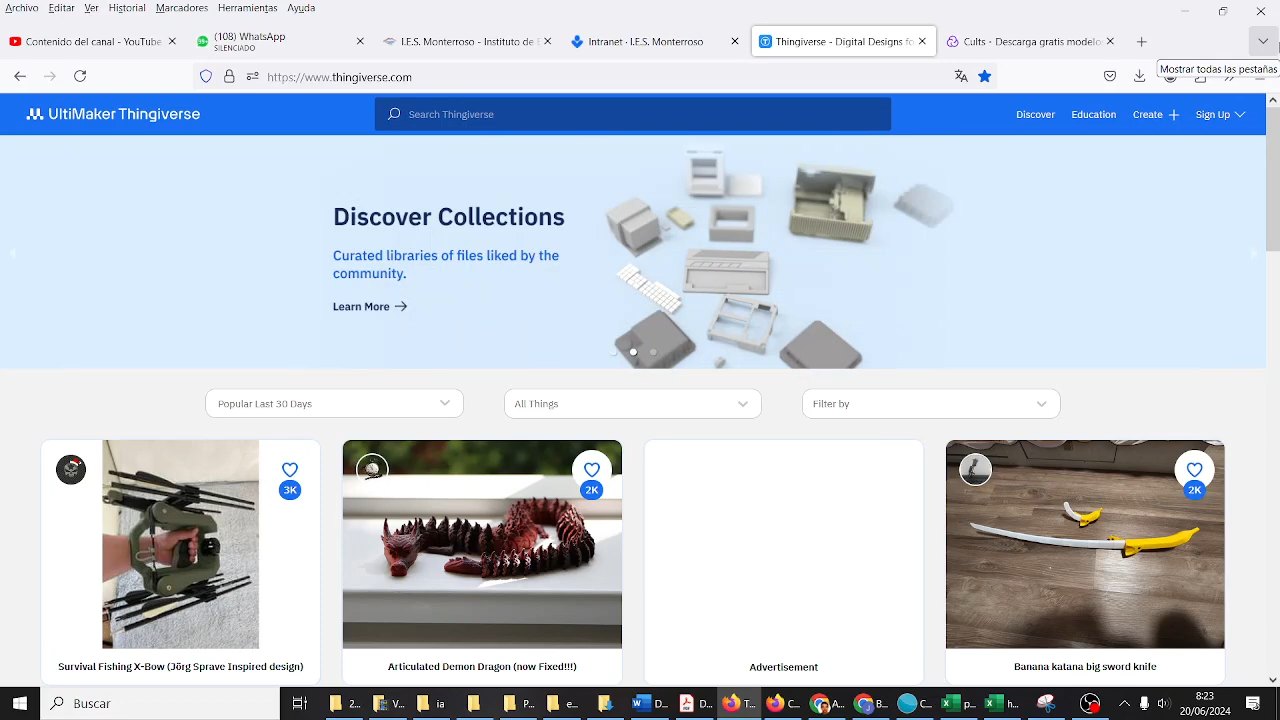 Archivo Editar Ver Historial Marcadores Herramientas Ayuda
Contenido del canal - YouTube
(108) WhatsApp
SILENCIADO
I.E.S. Monterroso - Instituto de
Intranet · I.E.S. Monterroso
Thingiverse - Digital Designs fo
Cults · Descarga gratis modelo
99+
https://www.thingiverse.com
Mostrar todas las pestañas
UltiMaker Thingiverse
Search Thingiverse
Discover
Education
Create
Sign Up
Discover Collections
Curated libraries of files liked by the
community.
Learn More
Popular Last 30 Days
All Things
Filter by
3K
2K
2K
Survival Fishing X-Bow (Jörg Sprave Inspired design)
Articulated Demon Dragon (now Fixed!!!)
Advertisement
Banana katana big sword knife
Buscar
2...
V...
ia
P...
e...
D...
D...
T...
C...
A...
B...
C...
p...
h...
8:23
20/06/2024